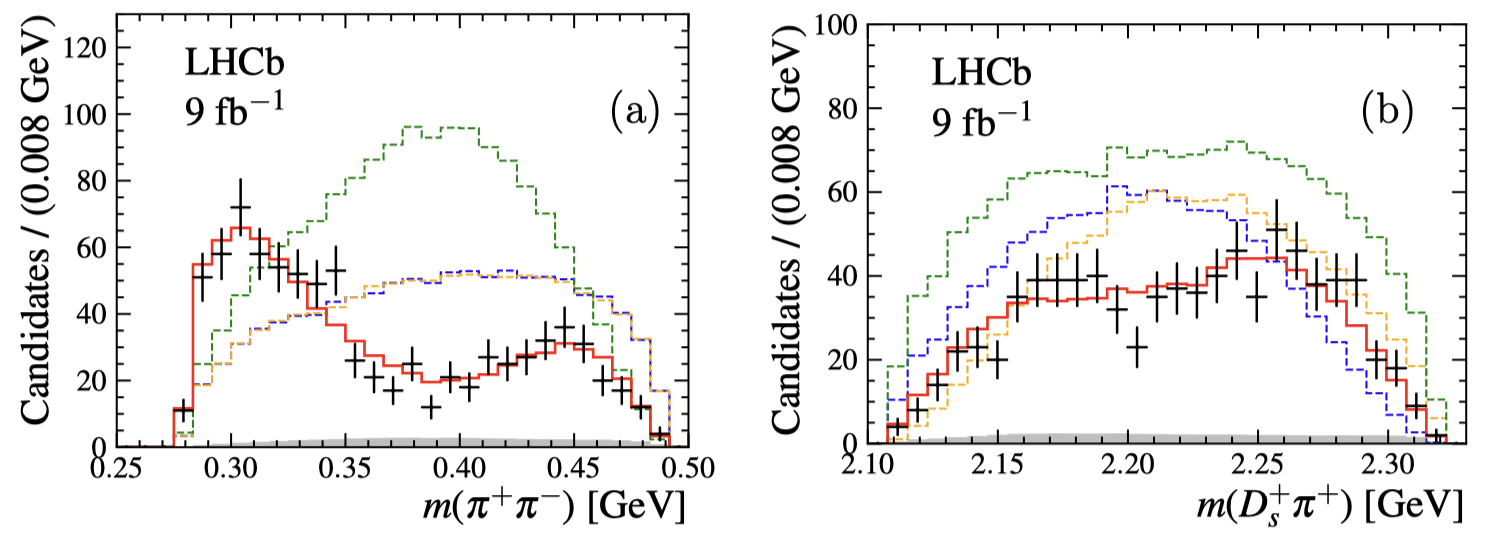 Candidates / (0.008 GeV)
120
100
80
60
40
20
0
LHCb
9 fb⁻¹
(a)
0.25 0.30 0.35 0.40 0.45 0.50
m(π⁺π⁻) [GeV]
Candidates / (0.008 GeV)
100
80
60
40
20
0
LHCb
9 fb⁻¹
(b)
2.10 2.15 2.20 2.25 2.30
m(Dₛ⁺π⁺) [GeV]